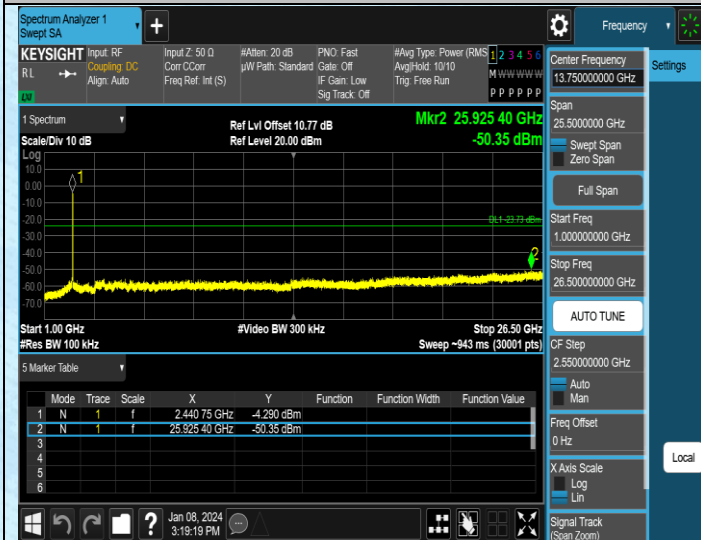 Spectrum Analyzer 1
Swept SA
Frequency
KEYSIGHT
RL
LVI
Input: RF
Coupling: DC
Align: Auto
Input Z: 50 Ω
Corr CCorr
Freq Ref: Int (S)
#Atten: 20 dB
µW Path: Standard
PNO: Fast
Gate: Off
IF Gain: Low
Sig Track: Off
#Avg Type: Power (RMS
Avg|Hold: 10/10
Trig: Free Run
1 2 3 4 5 6
M W W W W W
P P P P P P
1 Spectrum
Scale/Div 10 dB
Ref Lvl Offset 10.77 dB
Ref Level 20.00 dBm
Mkr2 25.925 40 GHz
-50.35 dBm
Log
10.0
0.00
-10.0
-20.0
-30.0
-40.0
-50.0
-60.0
-70.0
1
DL1 -23.73 dBm
2
Start 1.00 GHz
#Res BW 100 kHz
#Video BW 300 kHz
Stop 26.50 GHz
Sweep ~943 ms (30001 pts)
5 Marker Table
Mode Trace Scale X Y Function Function Width Function Value
1 N 1 f 2.440 75 GHz -4.290 dBm
2 N 1 f 25.925 40 GHz -50.35 dBm
3
4
5
6
Jan 08, 2024
3:19:19 PM
?
Center Frequency
13.750000000 GHz
Settings
Span
25.5000000 GHz
Swept Span
Zero Span
Full Span
Start Freq
1.000000000 GHz
Stop Freq
26.500000000 GHz
AUTO TUNE
CF Step
2.550000000 GHz
Auto
Man
Freq Offset
0 Hz
Local
X Axis Scale
Log
Lin
Signal Track
(Span Zoom)